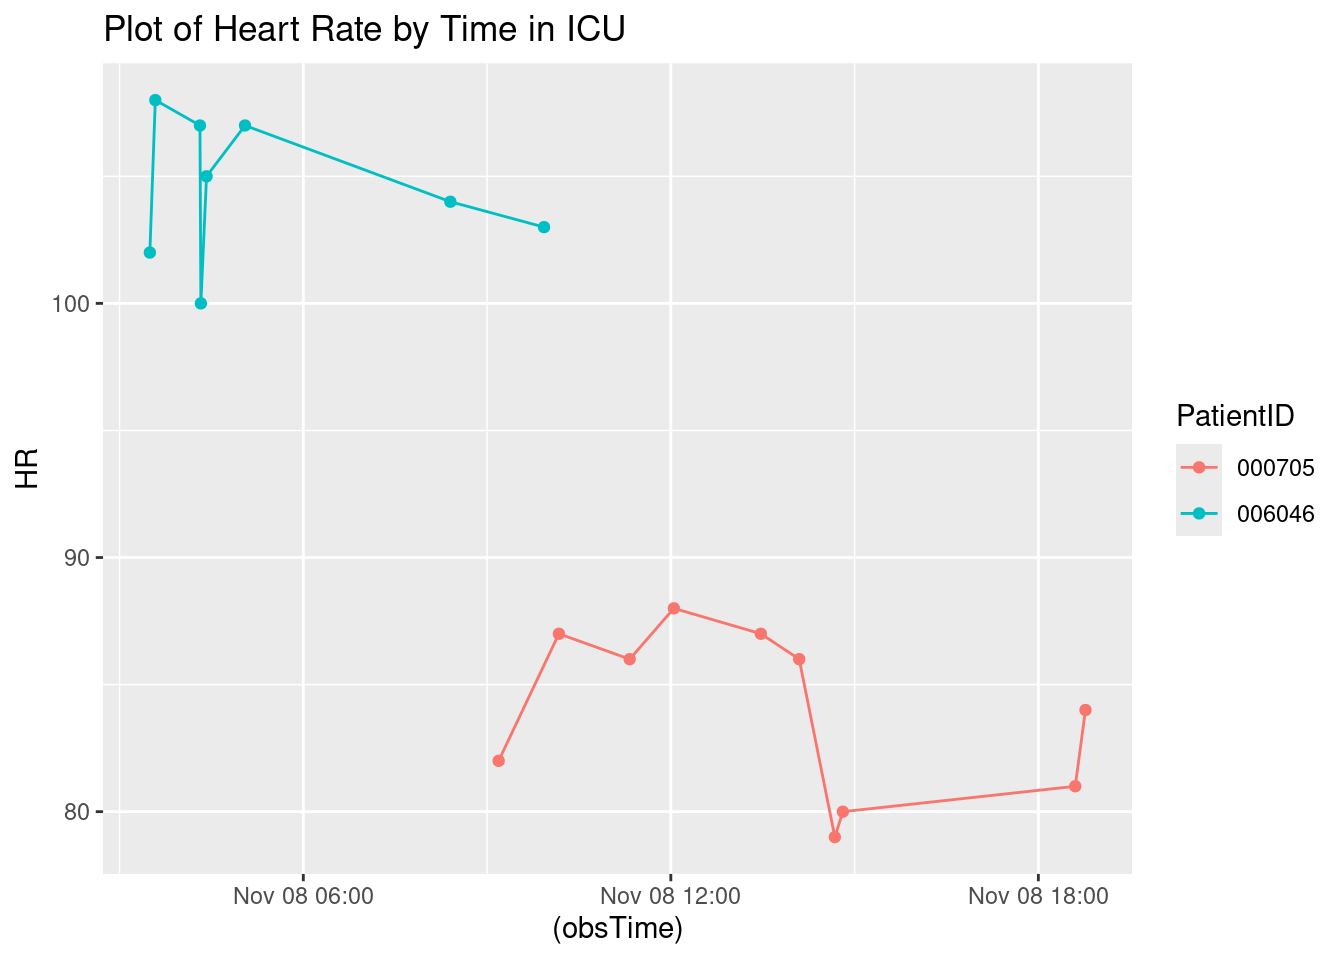 Plot of Heart Rate by Time in ICU
HR
100
90
80
Nov 08 06:00
Nov 08 12:00
Nov 08 18:00
(obsTime)
PatientID
000705
006046